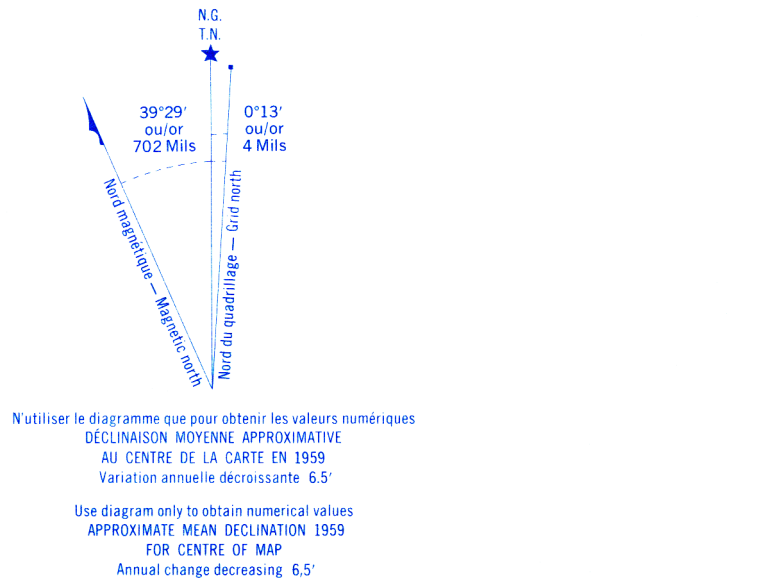 N.G.
T.N.
39°29′
ou/or
702 Mils
0°13′
ou/or
4 Mils
Nord magnétique — Magnetic north
Nord du quadrillage — Grid north
N'utiliser le diagramme que pour obtenir les valeurs numériques
DÉCLINAISON MOYENNE APPROXIMATIVE
AU CENTRE DE LA CARTE EN 1959
Variation annuelle décroissante 6.5′
Use diagram only to obtain numerical values
APPROXIMATE MEAN DECLINATION 1959
FOR CENTRE OF MAP
Annual change decreasing 6,5′